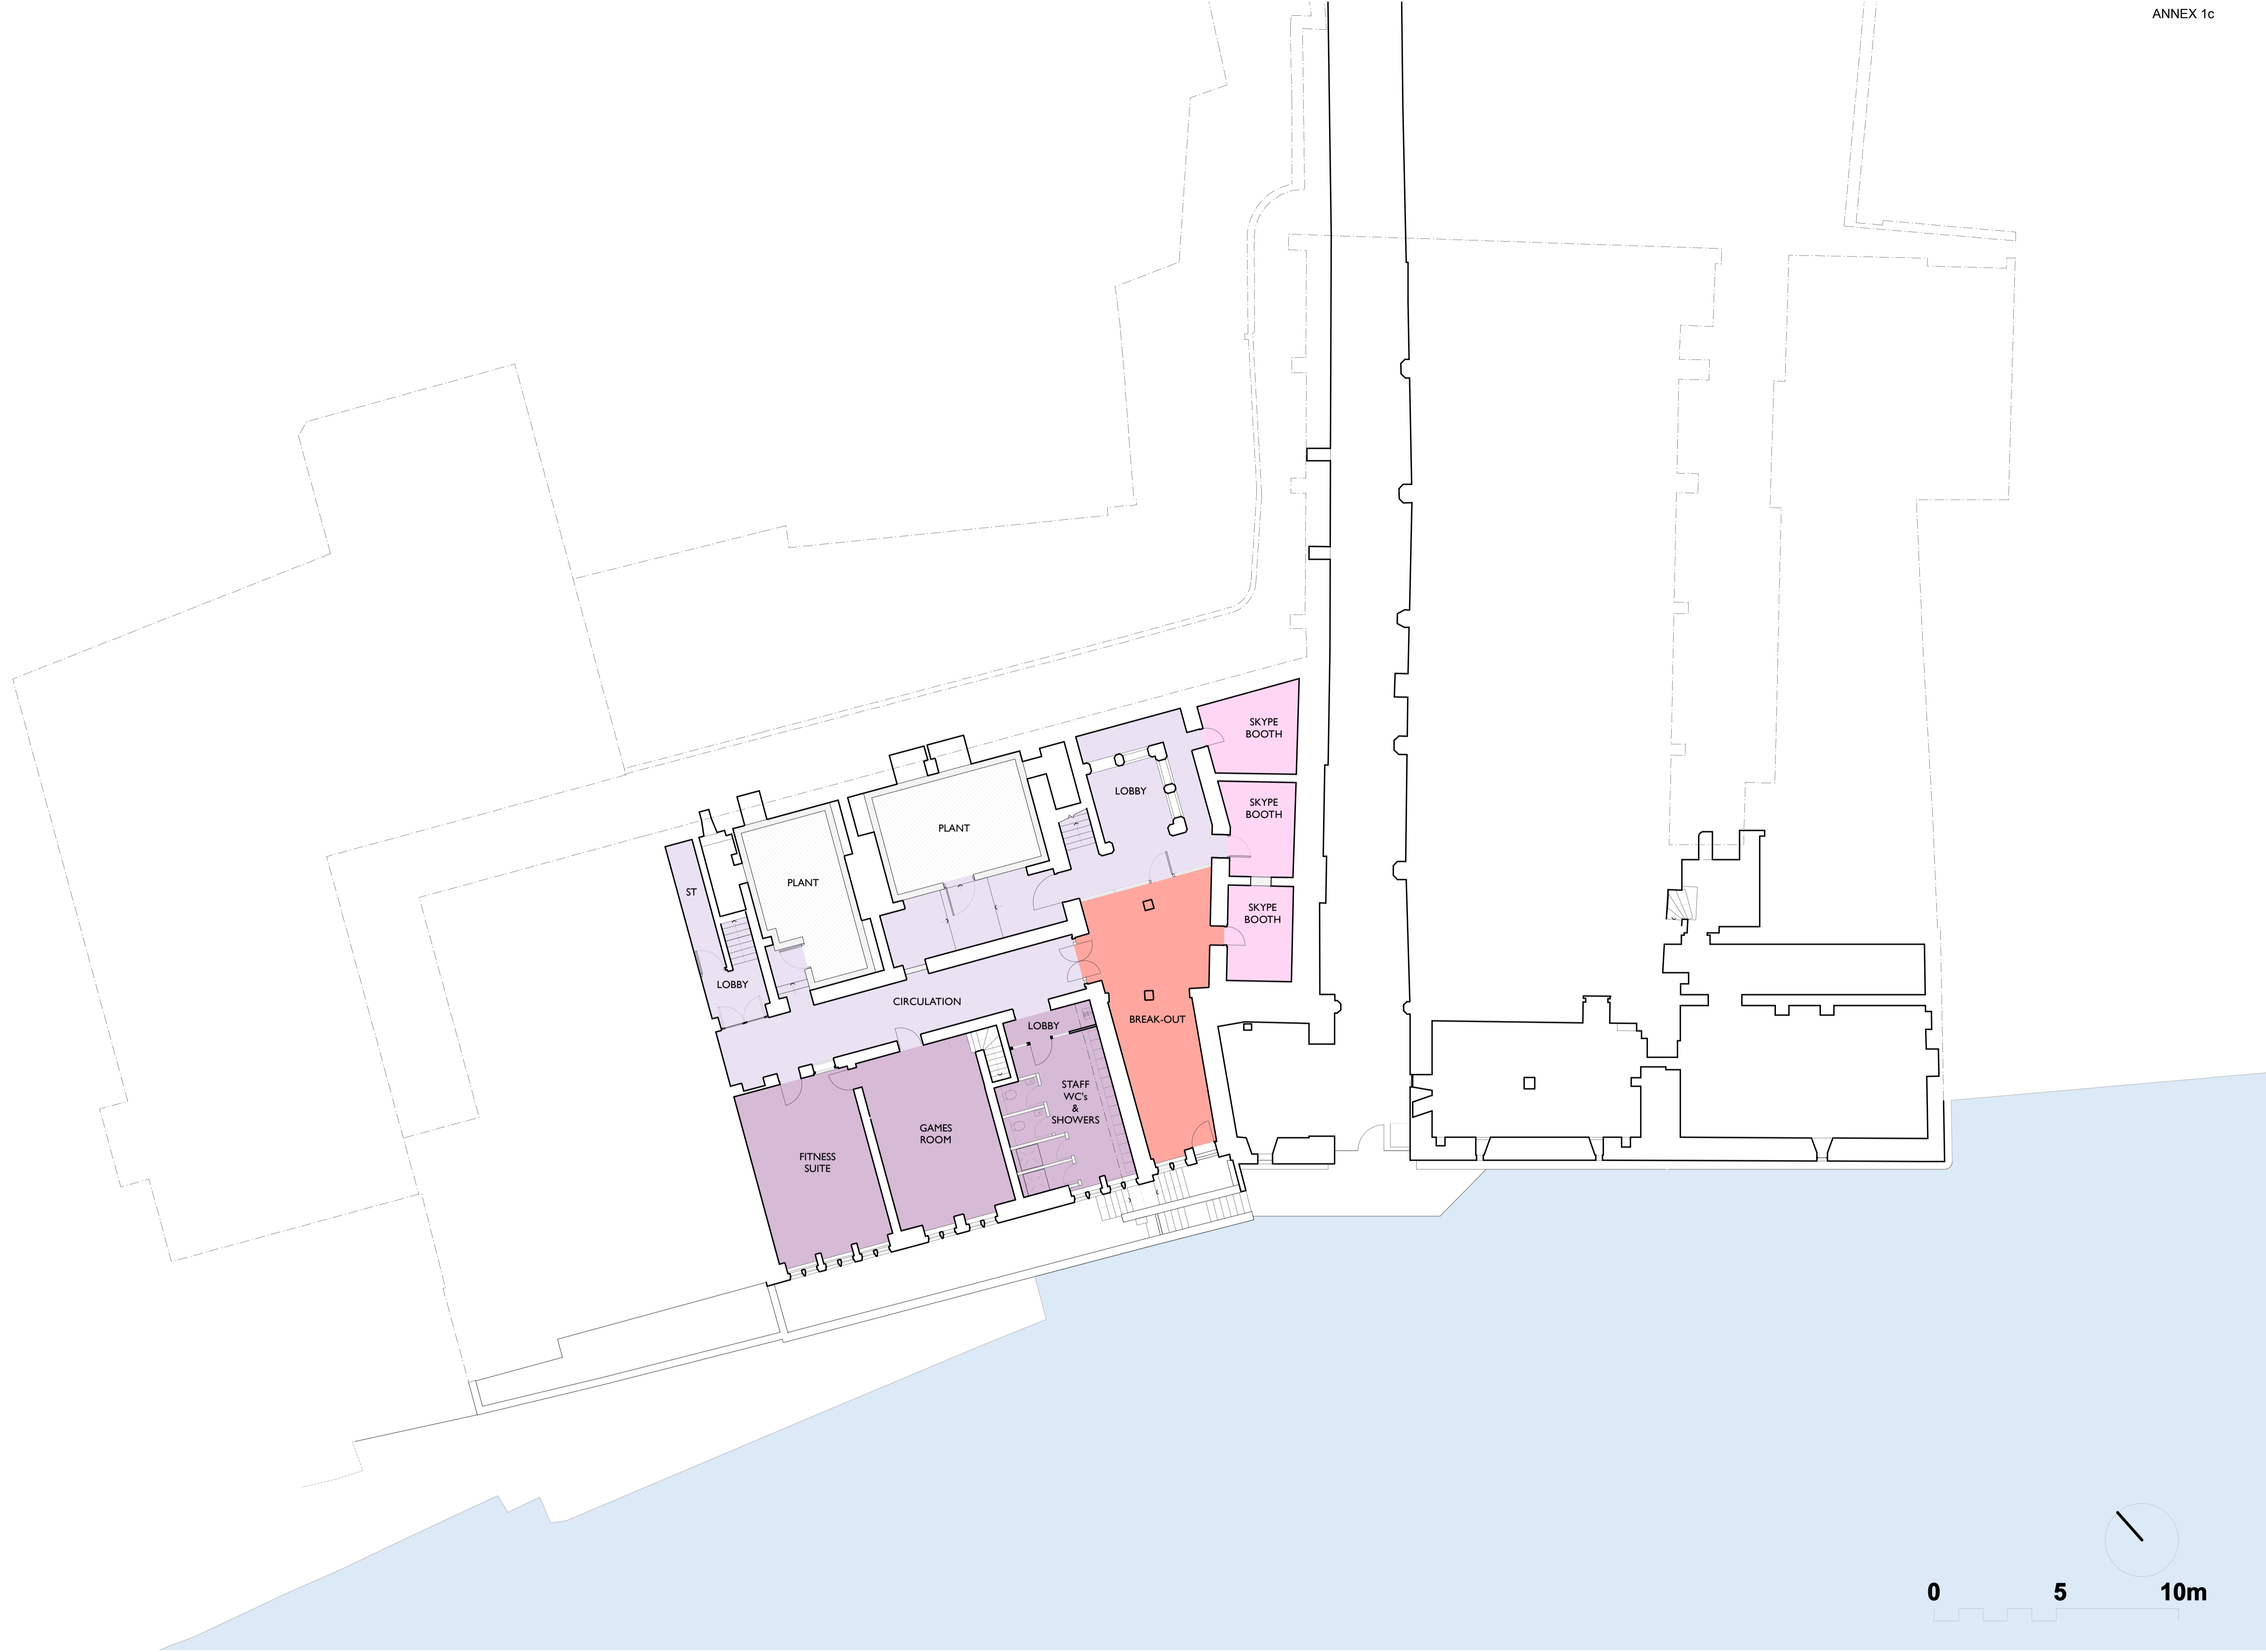 ANNEX 1c
SKYPE
BOOTH
LOBBY
SKYPE
BOOTH
PLANT
PLANT
ST
SKYPE
BOOTH
LOBBY
CIRCULATION
BREAK-OUT
LOBBY
STAFF
WC's
&
SHOWERS
GAMES
ROOM
FITNESS
SUITE
0 5 10m